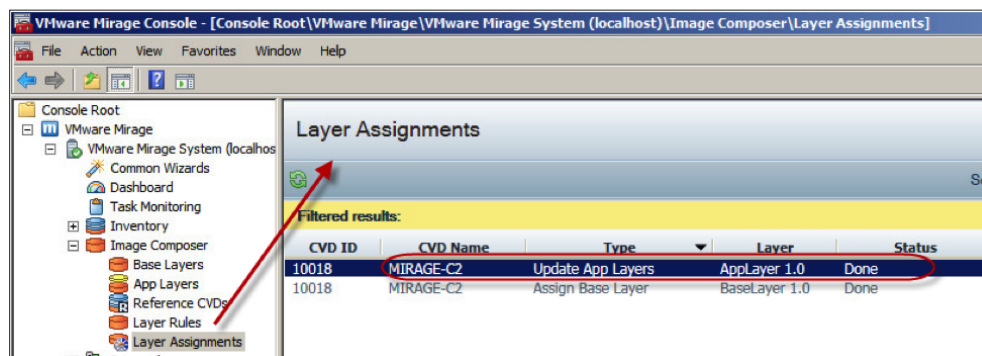 VMware Mirage Console - [Console Root\VMware Mirage\VMware Mirage System (localhost)\Image Composer\Layer Assignments]
File Action View Favorites Window Help
Console Root
VMware Mirage
VMware Mirage System (localhos
Common Wizards
Dashboard
Task Monitoring
Inventory
Image Composer
Base Layers
App Layers
Reference CVDs
Layer Rules
Layer Assignments
Layer Assignments
Filtered results:
CVD ID CVD Name Type Layer Status
10018 MIRAGE-C2 Update App Layers AppLayer 1.0 Done
10018 MIRAGE-C2 Assign Base Layer BaseLayer 1.0 Done